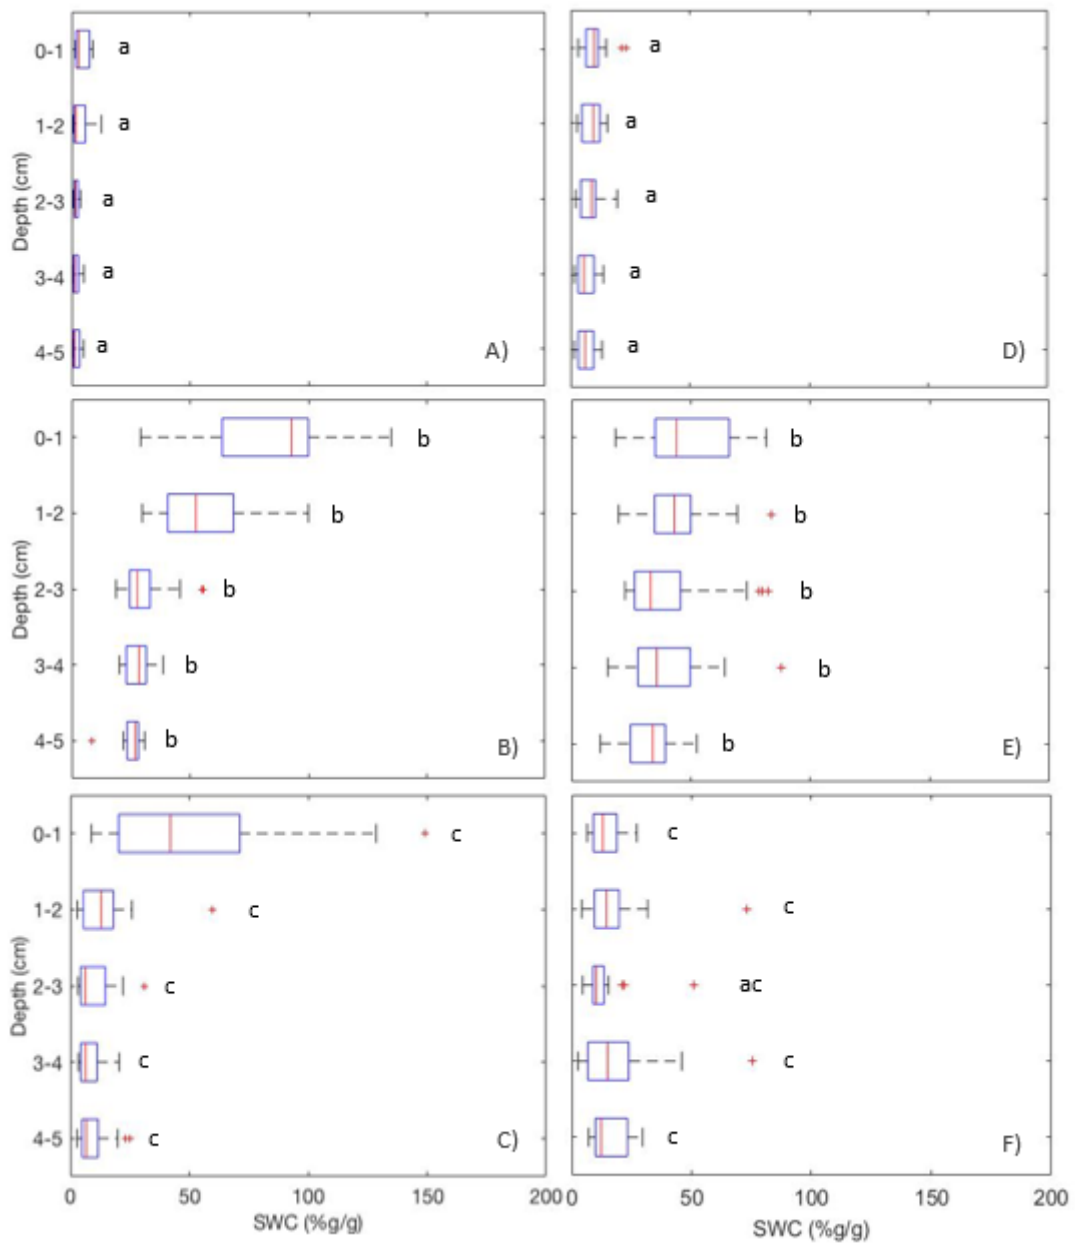 0-1 a
1-2 a
2-3 a
3-4 a
4-5 a
Depth (cm)
A)
a
a
a
a
a
D)
0-1 b
1-2 b
2-3 b
3-4 b
4-5 b
Depth (cm)
B)
b
b
b
b
b
E)
0-1 c
1-2 c
2-3 c
3-4 c
4-5 c
Depth (cm)
C)
0 50 100 150 200
SWC (%g/g)
c
c
ac
c
c
F)
0 50 100 150 200
SWC (%g/g)